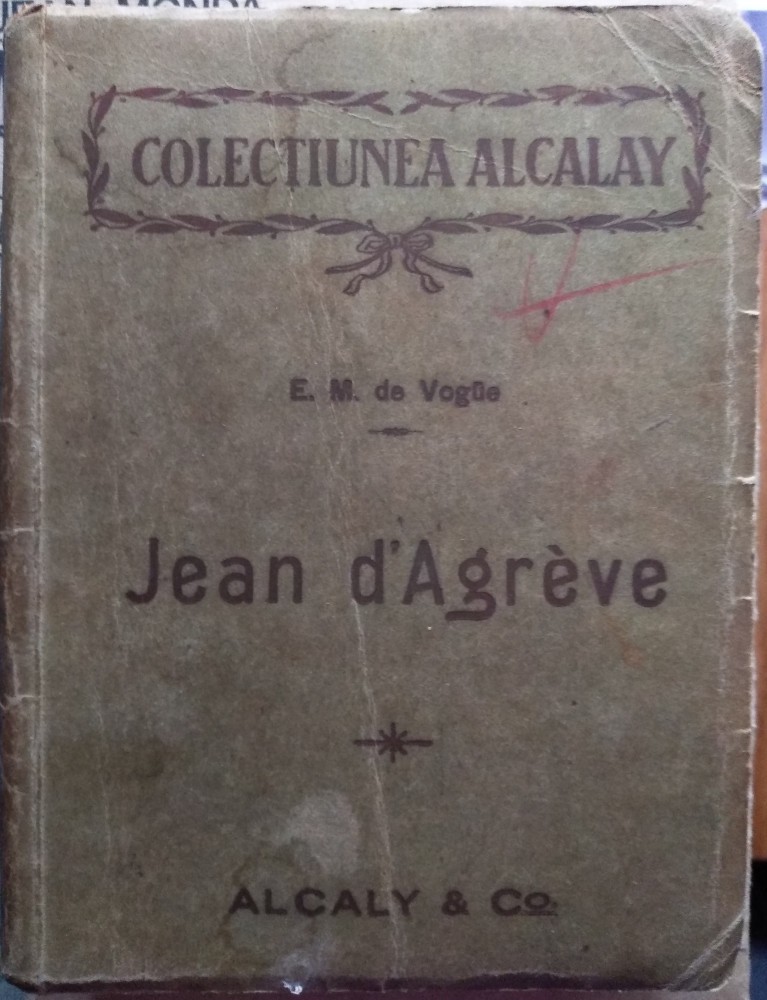 COLECȚIUNEA ALCALAY
E. M. de Vogüe
Jean d'Agrève
ALCALY & Co.